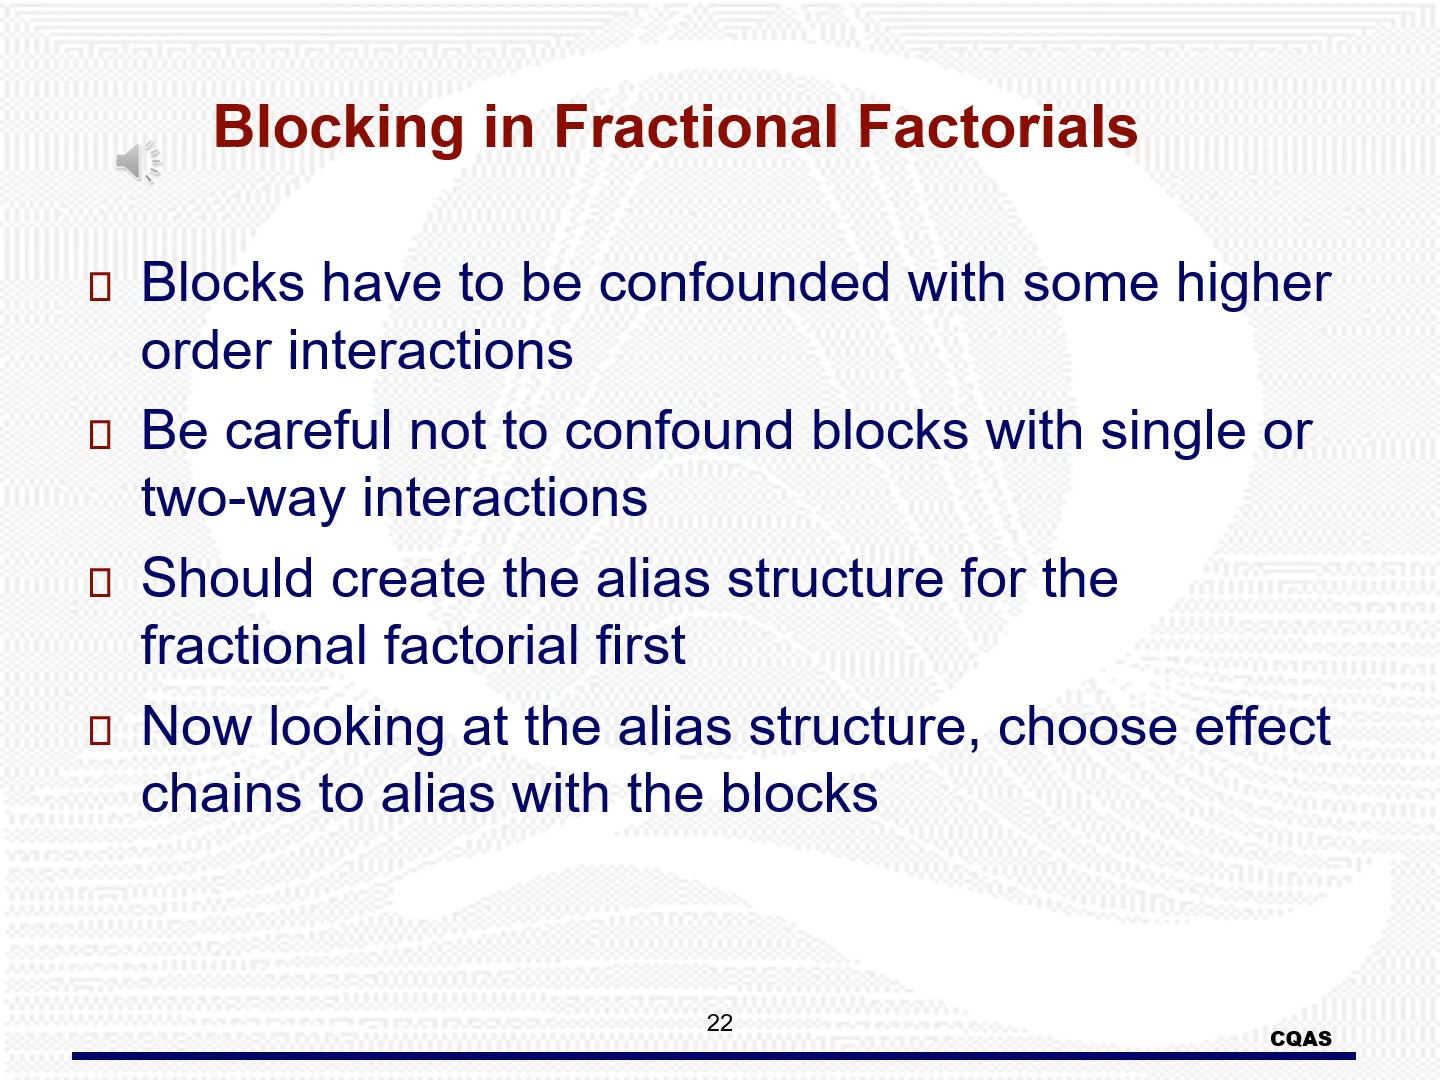 Blocking in Fractional Factorials
Blocks have to be confounded with some higher
order interactions
Be careful not to confound blocks with single or
two-way interactions
Should create the alias structure for the
fractional factorial first
Now looking at the alias structure, choose effect
chains to alias with the blocks
22
CQAS